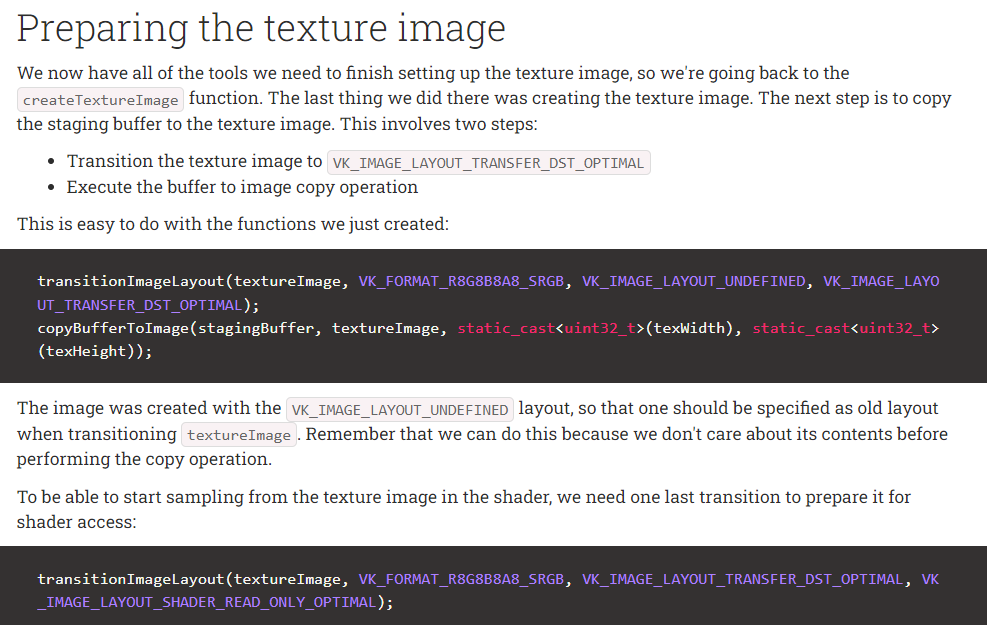 Preparing the texture image
We now have all of the tools we need to finish setting up the texture image, so we're going back to the
createTextureImage function. The last thing we did there was creating the texture image. The next step is to copy
the staging buffer to the texture image. This involves two steps:
• Transition the texture image to VK_IMAGE_LAYOUT_TRANSFER_DST_OPTIMAL
• Execute the buffer to image copy operation
This is easy to do with the functions we just created:
transitionImageLayout(textureImage, VK_FORMAT_R8G8B8A8_SRGB, VK_IMAGE_LAYOUT_UNDEFINED, VK_IMAGE_LAYO
UT_TRANSFER_DST_OPTIMAL);
copyBufferToImage(stagingBuffer, textureImage, static_cast<uint32_t>(texWidth), static_cast<uint32_t>
(texHeight));
The image was created with the VK_IMAGE_LAYOUT_UNDEFINED layout, so that one should be specified as old layout
when transitioning textureImage. Remember that we can do this because we don't care about its contents before
performing the copy operation.
To be able to start sampling from the texture image in the shader, we need one last transition to prepare it for
shader access:
transitionImageLayout(textureImage, VK_FORMAT_R8G8B8A8_SRGB, VK_IMAGE_LAYOUT_TRANSFER_DST_OPTIMAL, VK
_IMAGE_LAYOUT_SHADER_READ_ONLY_OPTIMAL);